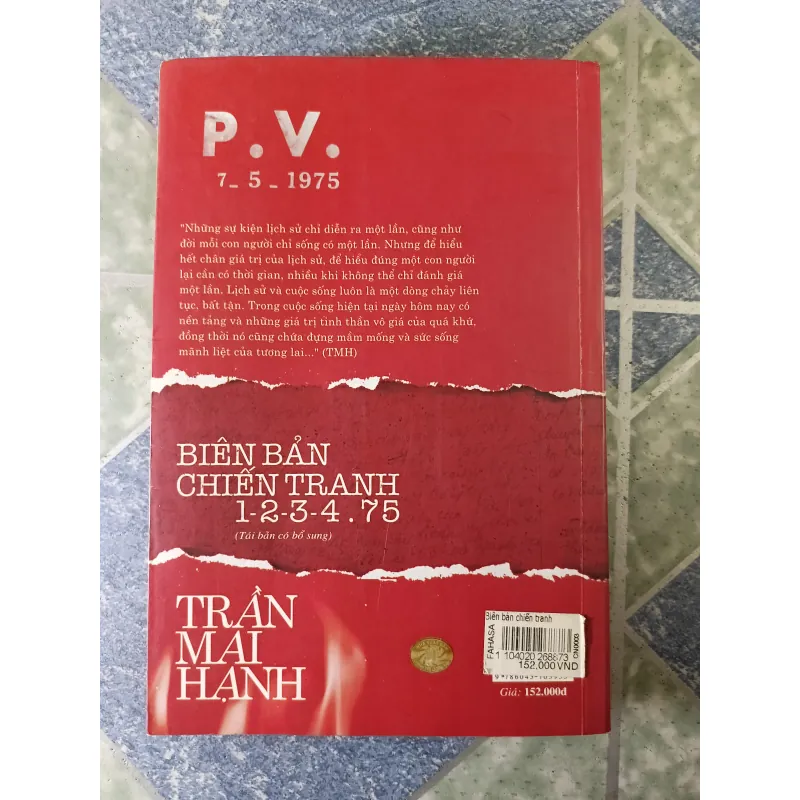 P.V.
7_ 5 _ 1975
"Những sự kiện lịch sử chỉ diễn ra một lần, cũng như
đời mỗi con người chỉ sống có một lần. Nhưng để hiểu
hết chân giá trị của lịch sử, để hiểu đúng một con người
lại cần có thời gian, nhiều khi không thể chỉ đánh giá
một lần. Lịch sử và cuộc sống luôn là một dòng chảy liên
tục, bất tận. Trong cuộc sống hiện tại ngày hôm nay có
nền tảng và những giá trị tinh thần vô giá của quá khứ,
đồng thời nó cũng chứa đựng mầm mống và sức sống
mãnh liệt của tương lai..." (TMH)
BIÊN BẢN
CHIẾN TRANH
1-2-3-4.75
(Tái bản có bổ sung)
TRẦN
MAI
HẠNH
Biên bản chiến tranh
FAHASA
CN0003
1 104020 268873
152.000 VND
Giá: 152.000đ